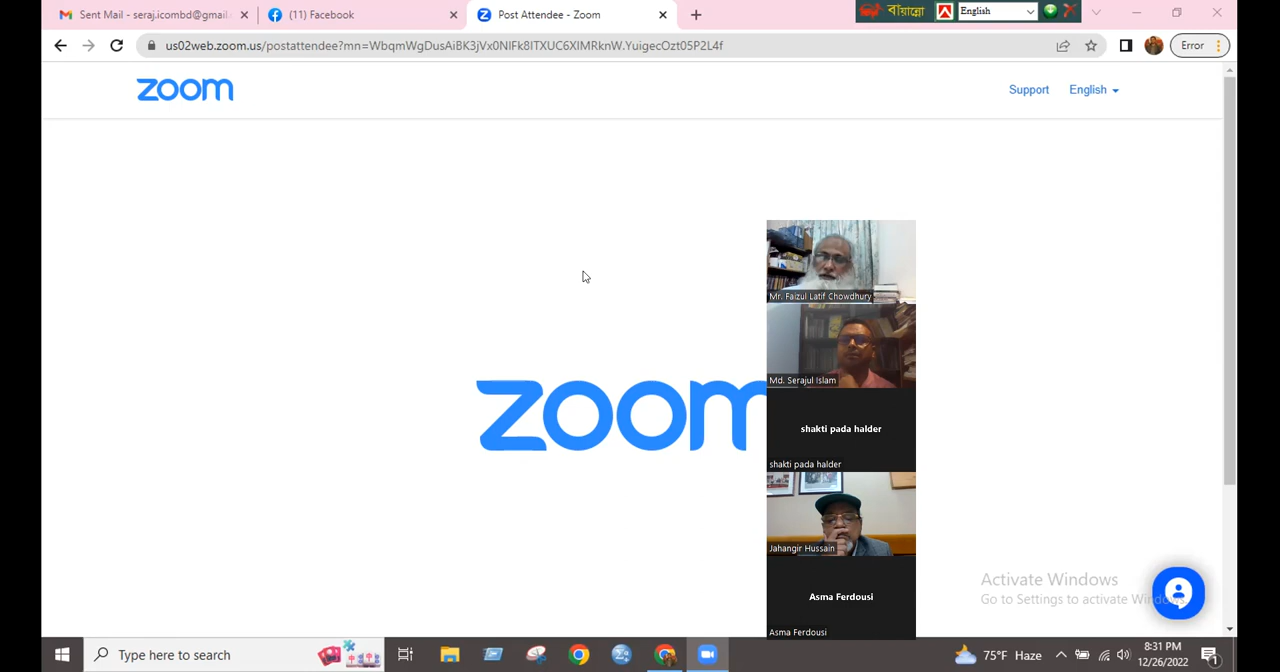 Sent Mail - seraj.icombd@gmail.
(11) Facebook
Post Attendee - Zoom
বায়ান্নো
English
us02web.zoom.us/postattendee?mn=WbqmWgDusAiBK3jVx0NIFk8ITXUC6XIMRknW.YuigecOzt05P2L4f
Error
zoom
Support
English
Mr. Faizul Latif Chowdhury
Md. Serajul Islam
zoom
shakti pada halder
shakti pada halder
Jahangir Hussain
Asma Ferdousi
Asma Ferdousi
Activate Windows
Go to Settings to activate Windows.
Type here to search
75°F Haze
8:31 PM
12/26/2022